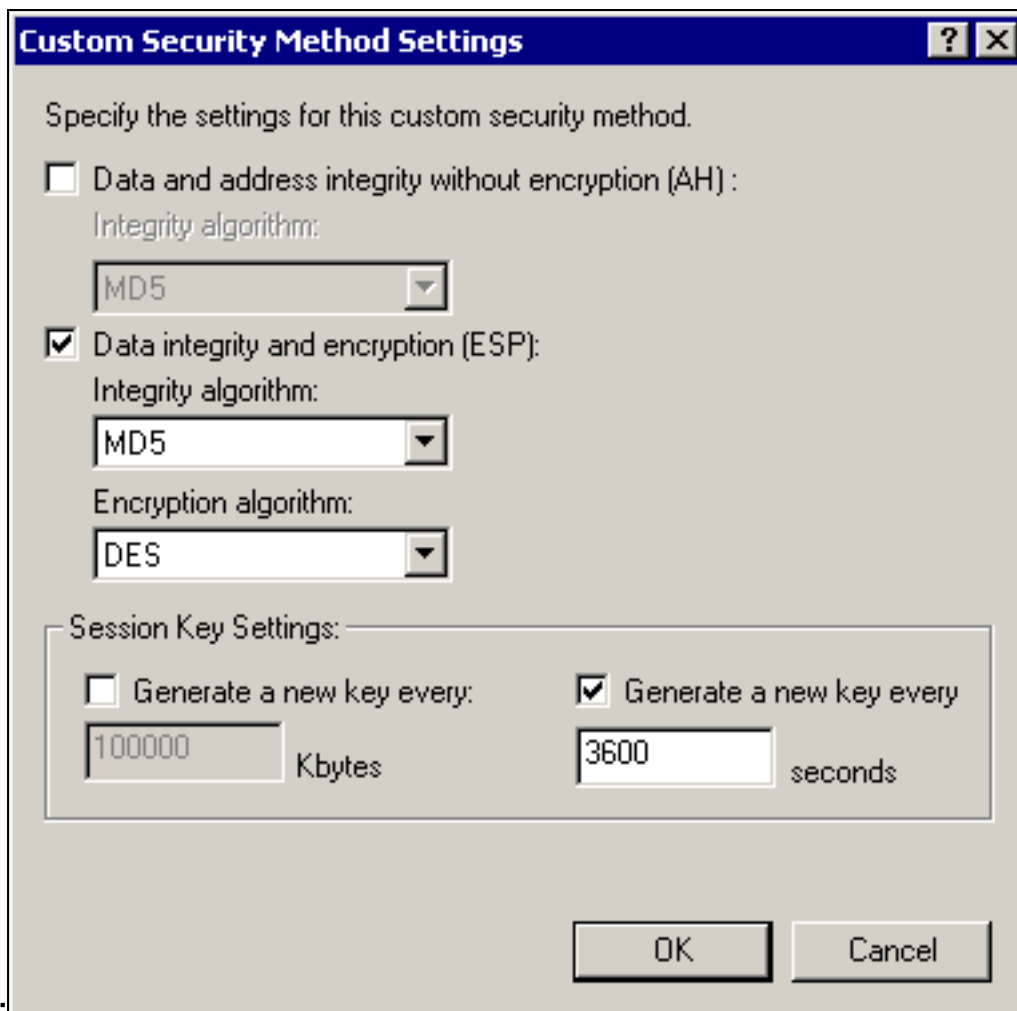 Custom Security Method Settings
Specify the settings for this custom security method.
Data and address integrity without encryption (AH) :
Integrity algorithm:
MD5
Data integrity and encryption (ESP):
Integrity algorithm:
MD5
Encryption algorithm:
DES
Session Key Settings:
Generate a new key every: Generate a new key every
100000 Kbytes 3600 seconds
OK Cancel
.